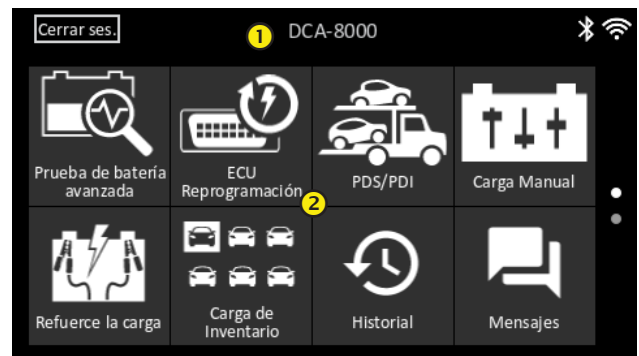 Cerrar ses.
1 DCA-8000
Prueba de batería
avanzada
ECU
Reprogramación
PDS/PDI
Carga Manual
2
Refuerce la carga
Carga de
Inventario
Historial
Mensajes